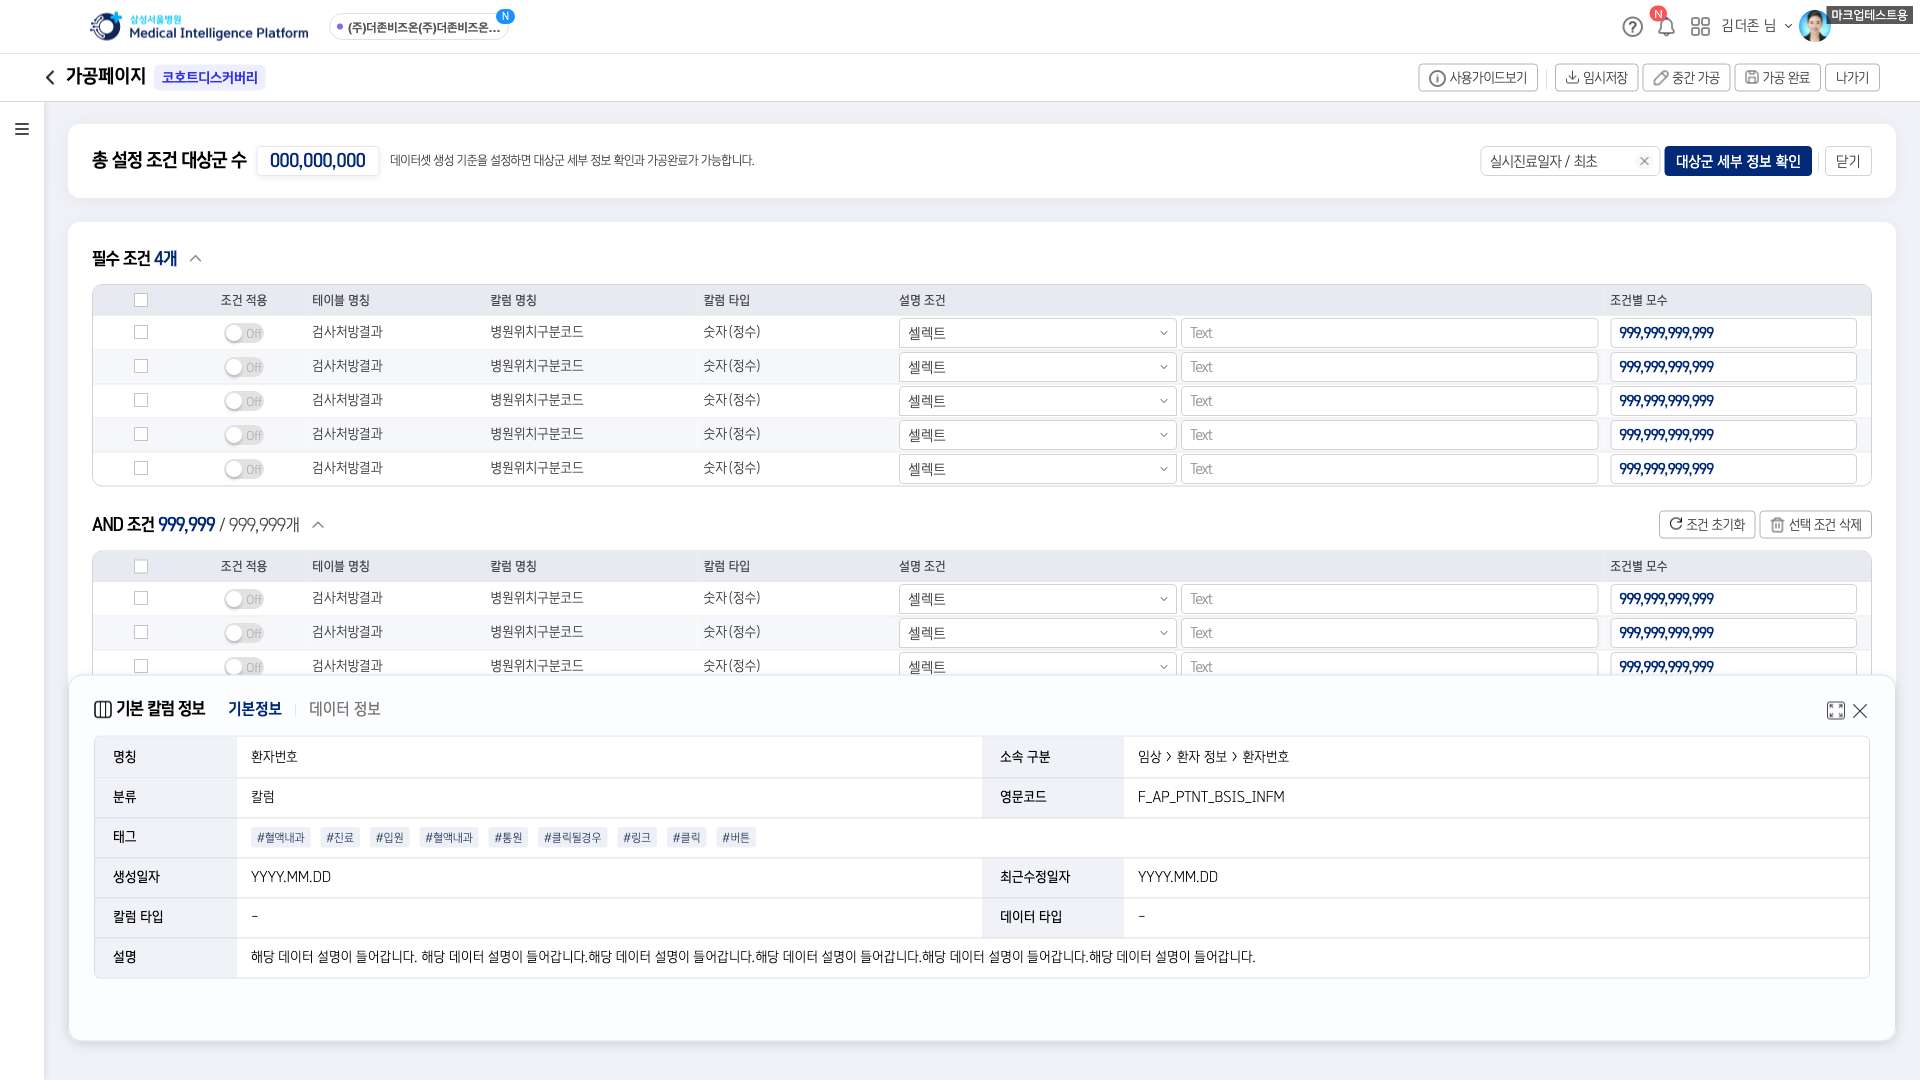 삼성서울병원
Medical Intelligence Platform
(주)더존비즈온(주)더존비즈온...
N
N
김더존 님
마크업테스트용
가공페이지 코호트디스커버리
사용가이드보기 임시저장 중간 가공 가공 완료 나가기
총 설정 조건 대상군 수 000,000,000 데이터셋 생성 기준을 설정하면 대상군 세부 정보 확인과 가공완료가 가능합니다.
실시진료일자 / 최초 대상군 세부 정보 확인 닫기
필수 조건 4개
조건 적용 테이블 명칭 칼럼 명칭 칼럼 타입 설명 조건 조건별 모수
Off 검사처방결과 병원위치구분코드 숫자(정수) 셀렉트 Text 999,999,999,999
Off 검사처방결과 병원위치구분코드 숫자(정수) 셀렉트 Text 999,999,999,999
Off 검사처방결과 병원위치구분코드 숫자(정수) 셀렉트 Text 999,999,999,999
Off 검사처방결과 병원위치구분코드 숫자(정수) 셀렉트 Text 999,999,999,999
Off 검사처방결과 병원위치구분코드 숫자(정수) 셀렉트 Text 999,999,999,999
AND 조건 999,999 / 999,999개
조건 초기화 선택 조건 삭제
조건 적용 테이블 명칭 칼럼 명칭 칼럼 타입 설명 조건 조건별 모수
Off 검사처방결과 병원위치구분코드 숫자(정수) 셀렉트 Text 999,999,999,999
Off 검사처방결과 병원위치구분코드 숫자(정수) 셀렉트 Text 999,999,999,999
Off 검사처방결과 병원위치구분코드 숫자(정수) 셀렉트 Text 999,999,999,999
기본 칼럼 정보 기본정보 데이터 정보
명칭 환자번호 소속 구분 임상 > 환자 정보 > 환자번호
분류 칼럼 영문코드 F_AP_PTNT_BSIS_INFM
태그 #혈액내과 #진료 #입원 #혈액내과 #통원 #클릭될경우 #링크 #클릭 #버튼
생성일자 YYYY.MM.DD 최근수정일자 YYYY.MM.DD
칼럼 타입 - 데이터 타입 -
설명 해당 데이터 설명이 들어갑니다. 해당 데이터 설명이 들어갑니다.해당 데이터 설명이 들어갑니다.해당 데이터 설명이 들어갑니다.해당 데이터 설명이 들어갑니다.해당 데이터 설명이 들어갑니다.